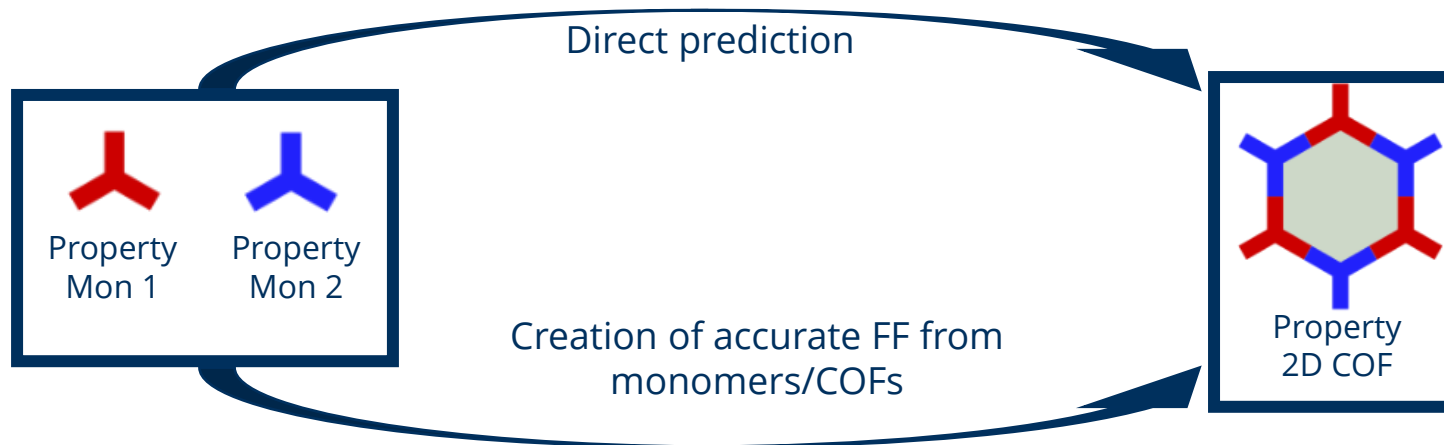 Direct prediction
Property
Mon 1
Property
Mon 2
Creation of accurate FF from
monomers/COFs
Property
2D COF